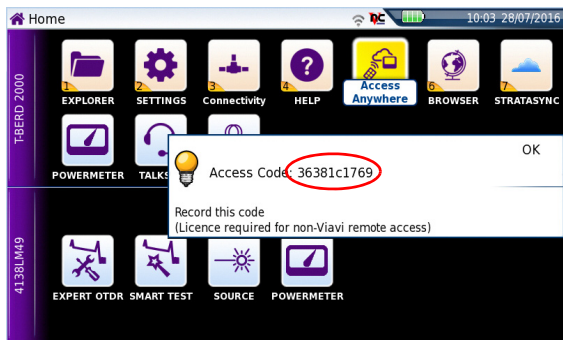 Home
10:03 28/07/2016
T-BERD 2000
1
EXPLORER
2
SETTINGS
3
Connectivity
4
HELP
Access
Anywhere
6
BROWSER
7
STRATASYNC
POWERMETER
TALKS
OK
Access Code: 36381c1769
Record this code
(Licence required for non-Viavi remote access)
4138LM49
EXPERT OTDR
SMART TEST
SOURCE
POWERMETER